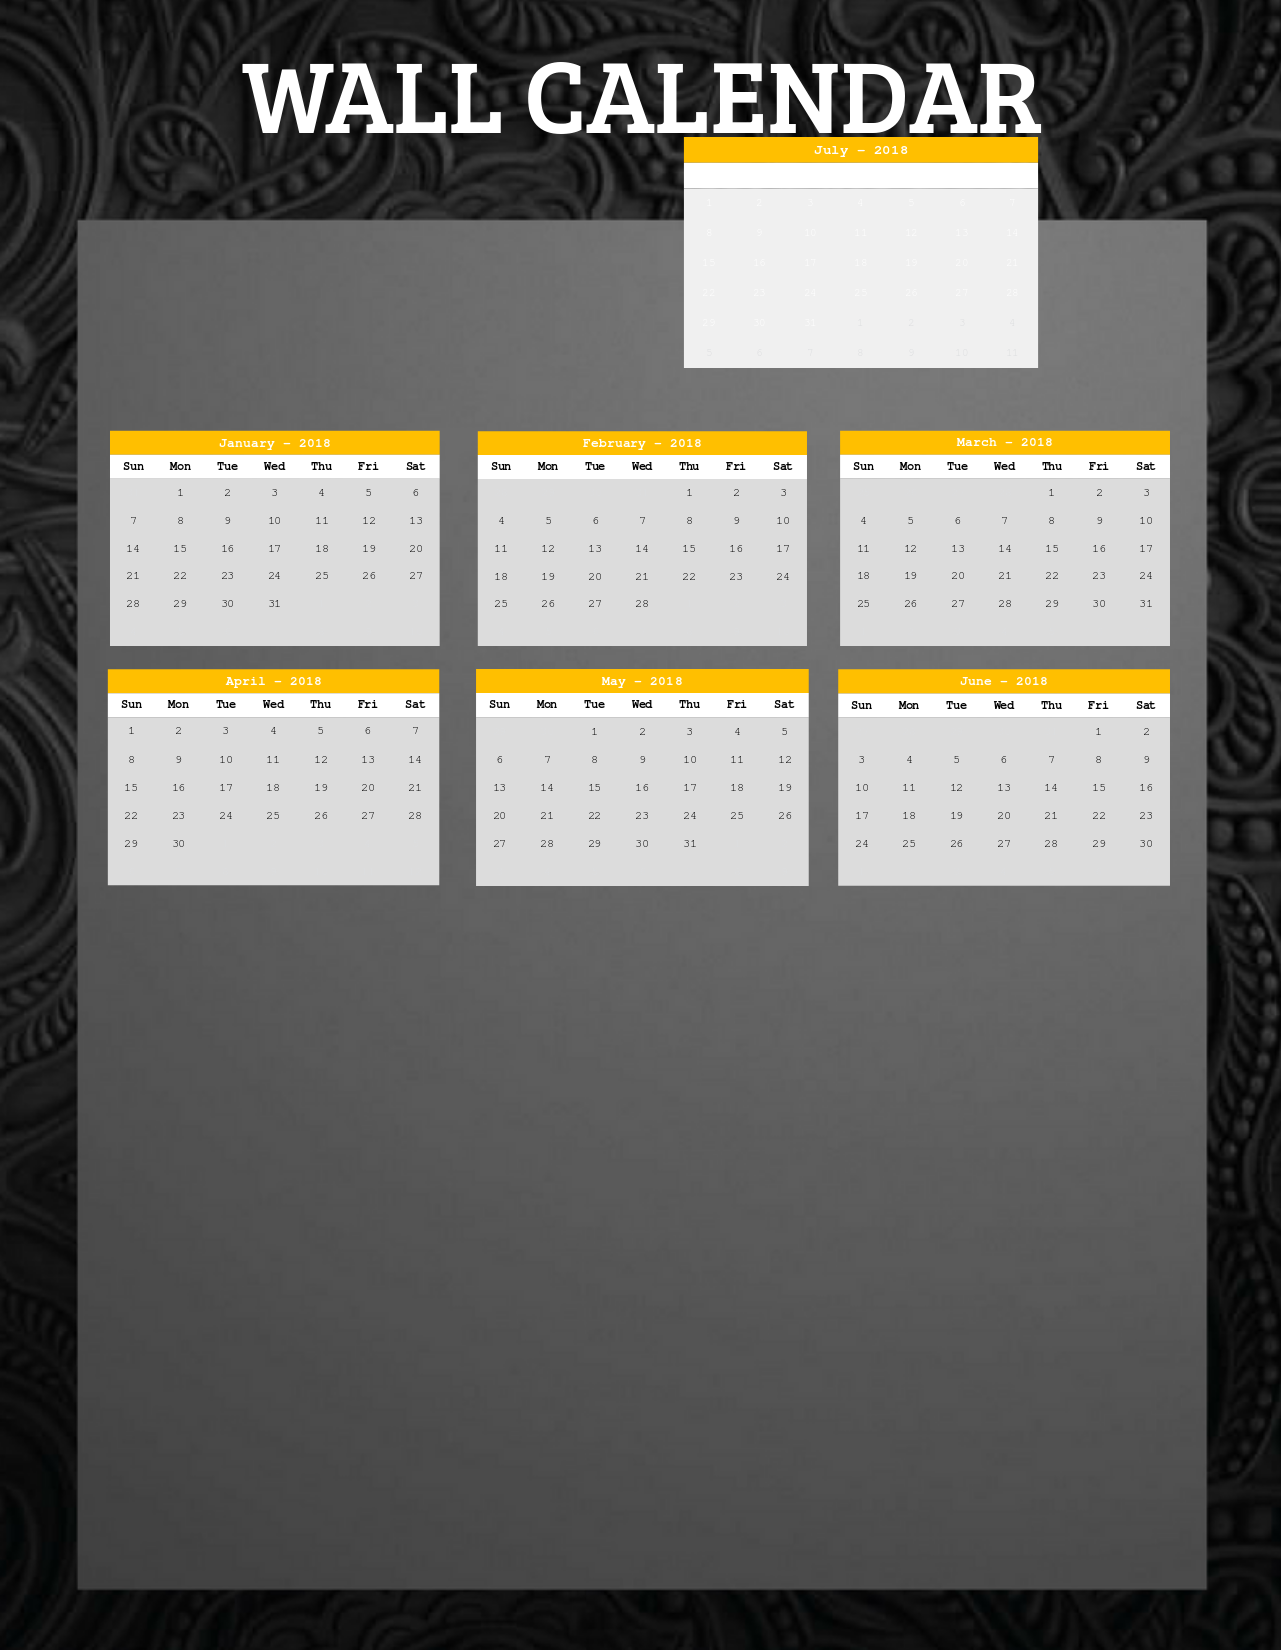 WALL CALENDAR
July - 2018
1 2 3 4 5 6 7
8 9 10 11 12 13 14
15 16 17 18 19 20 21
22 23 24 25 26 27 28
29 30 31 1 2 3 4
5 6 7 8 9 10 11
January - 2018
Sun Mon Tue Wed Thu Fri Sat
1 2 3 4 5 6
7 8 9 10 11 12 13
14 15 16 17 18 19 20
21 22 23 24 25 26 27
28 29 30 31
February - 2018
Sun Mon Tue Wed Thu Fri Sat
1 2 3
4 5 6 7 8 9 10
11 12 13 14 15 16 17
18 19 20 21 22 23 24
25 26 27 28
March - 2018
Sun Mon Tue Wed Thu Fri Sat
1 2 3
4 5 6 7 8 9 10
11 12 13 14 15 16 17
18 19 20 21 22 23 24
25 26 27 28 29 30 31
April - 2018
Sun Mon Tue Wed Thu Fri Sat
1 2 3 4 5 6 7
8 9 10 11 12 13 14
15 16 17 18 19 20 21
22 23 24 25 26 27 28
29 30
May - 2018
Sun Mon Tue Wed Thu Fri Sat
1 2 3 4 5
6 7 8 9 10 11 12
13 14 15 16 17 18 19
20 21 22 23 24 25 26
27 28 29 30 31
June - 2018
Sun Mon Tue Wed Thu Fri Sat
1 2
3 4 5 6 7 8 9
10 11 12 13 14 15 16
17 18 19 20 21 22 23
24 25 26 27 28 29 30